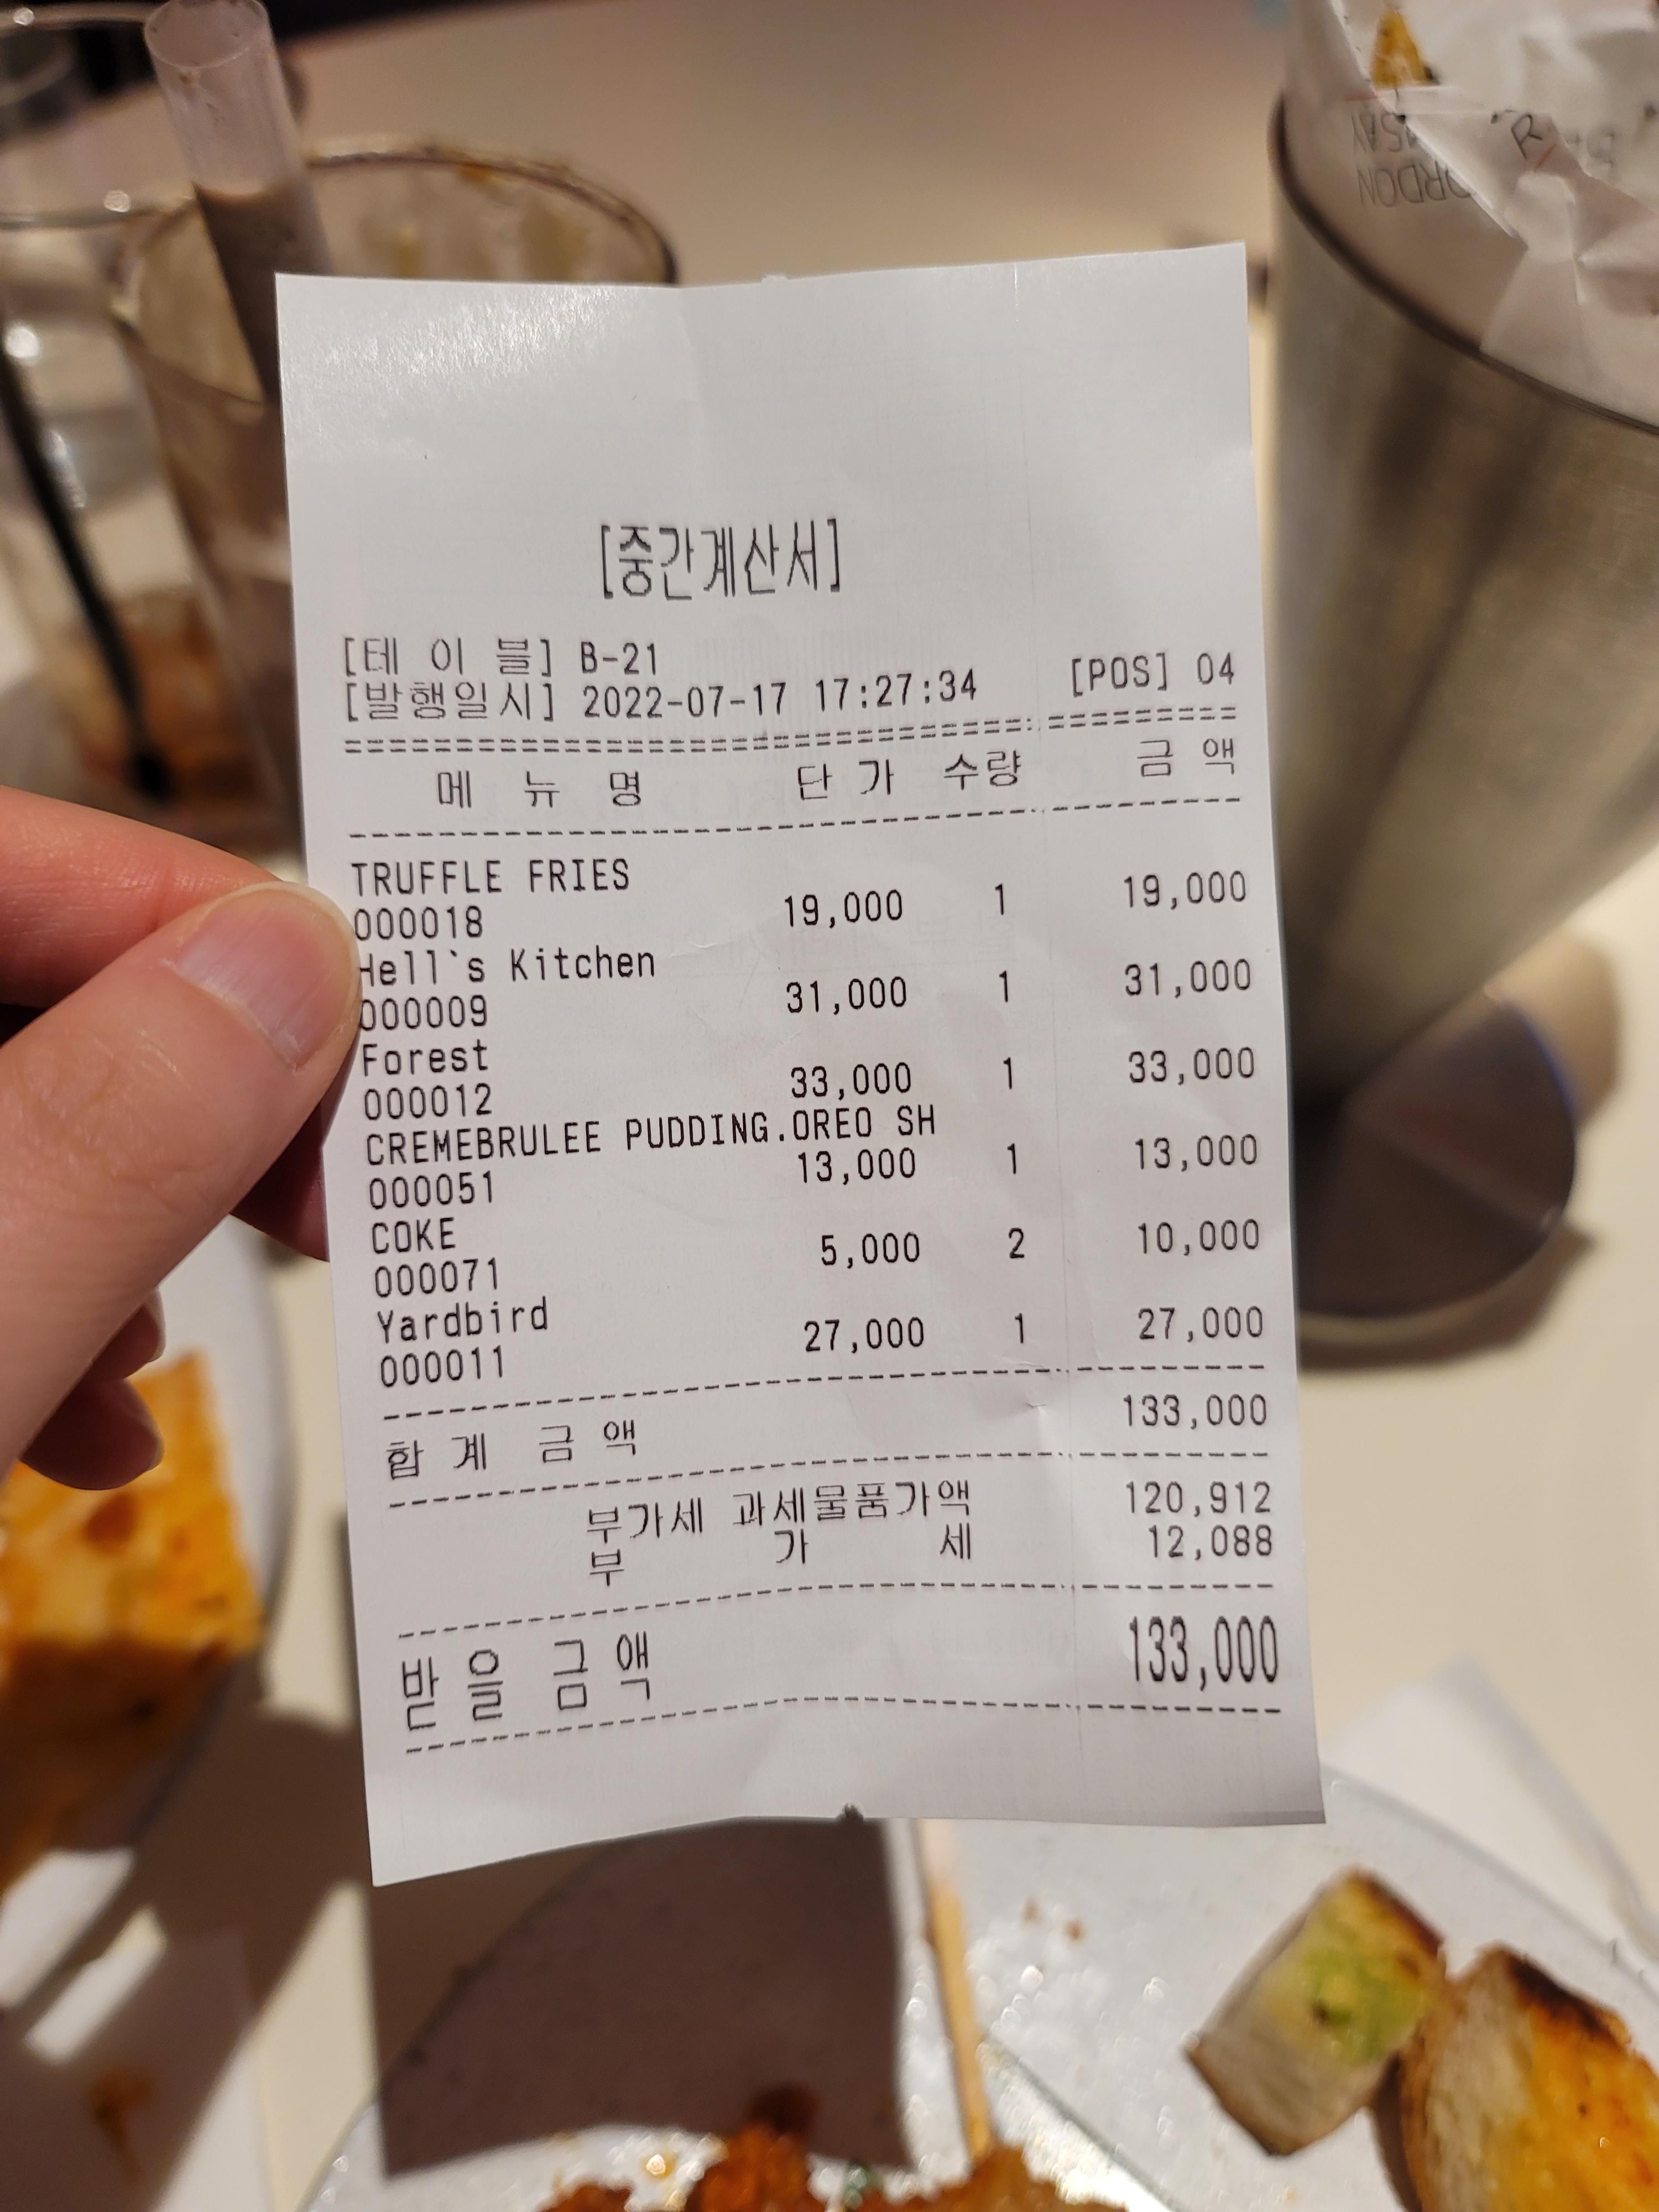 [중간계산서]
[테 이 블] B-21
[발행일시] 2022-07-17 17:27:34 [POS] 04
메 뉴 명 단 가 수량 금 액
TRUFFLE FRIES
000018 19,000 1 19,000
Hell`s Kitchen
000009 31,000 1 31,000
Forest
000012 33,000 1 33,000
CREMEBRULEE PUDDING.OREO SH
000051 13,000 1 13,000
COKE
000071 5,000 2 10,000
Yardbird
000011 27,000 1 27,000
합 계 금 액 133,000
부가세 과세물품가액 120,912
부 가 세 12,088
받 을 금 액 133,000